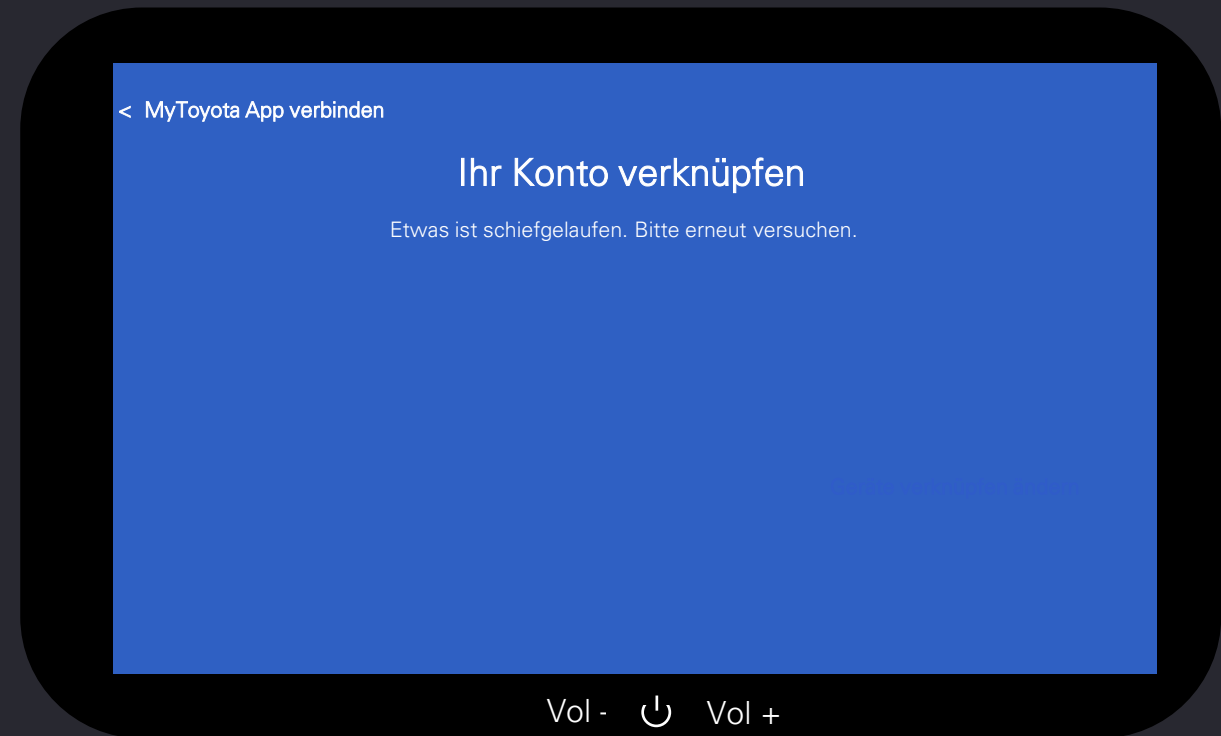 < MyToyota App verbinden
Ihr Konto verknüpfen
Etwas ist schiefgelaufen. Bitte erneut versuchen.
Vol - Vol +